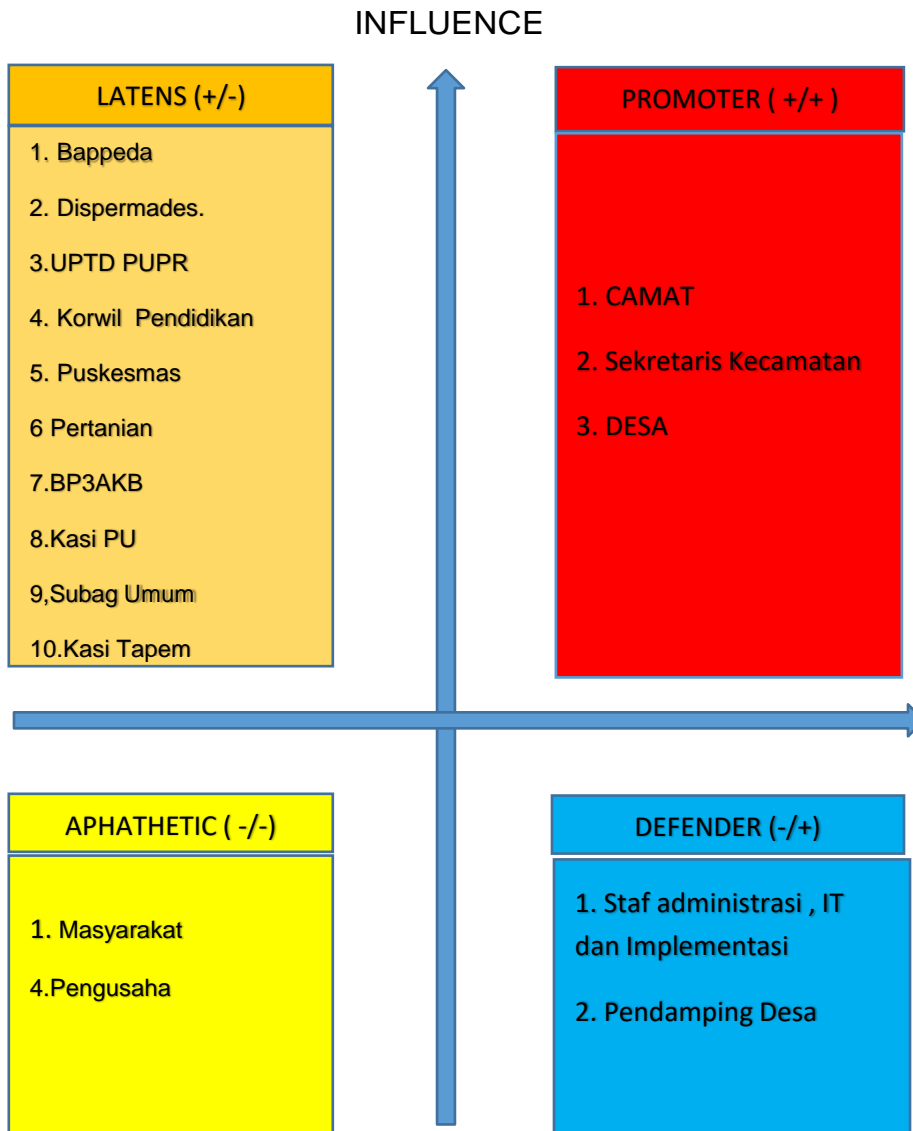 INFLUENCE
LATENS (+/-)
1. Bappeda
2. Dispermades.
3.UPTD PUPR
4. Korwil Pendidikan
5. Puskesmas
6 Pertanian
7.BP3AKB
8.Kasi PU
9,Subag Umum
10.Kasi Tapem
PROMOTER ( +/+ )
1. CAMAT
2. Sekretaris Kecamatan
3. DESA
APHATHETIC ( -/-)
1. Masyarakat
4.Pengusaha
DEFENDER (-/+)
1. Staf administrasi , IT
dan Implementasi
2. Pendamping Desa